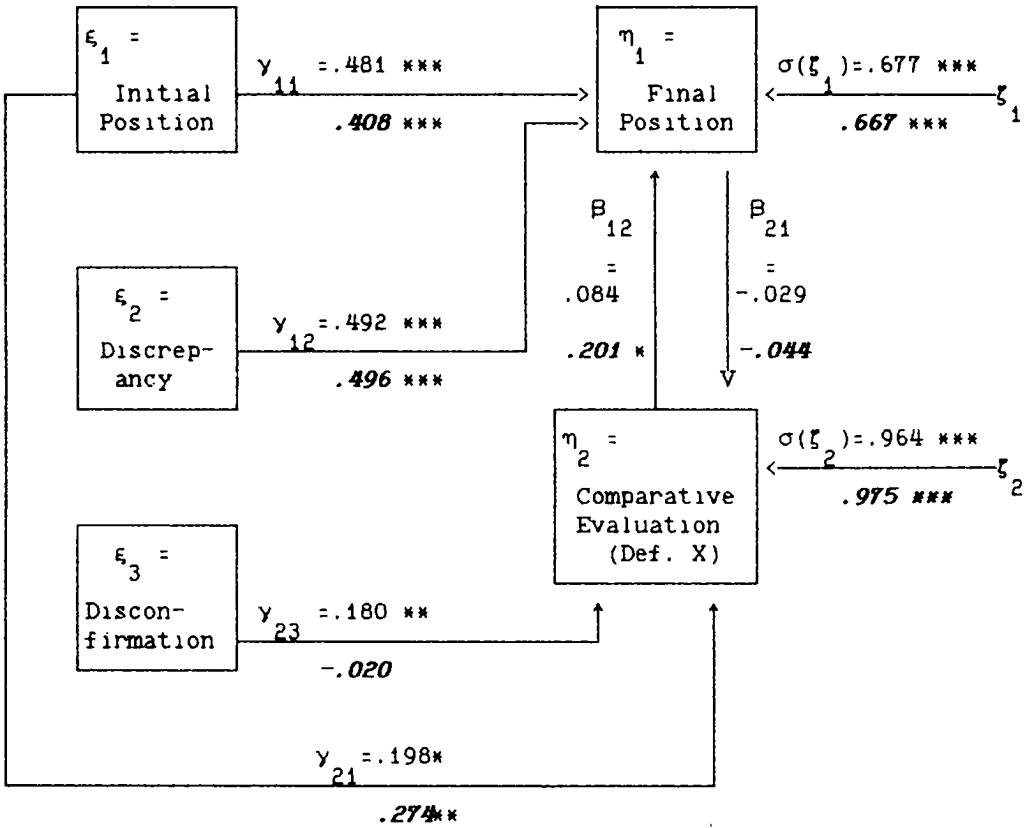 ξ1 =
Initial
Position
γ11 =.481 ***
.408 ***
η1 =
Final
Position
σ(ζ1)=.677 ***
ζ1
.667 ***
β12
=
.084
.201 *
β21
=
-.029
-.044
ξ2 =
Discrep-
ancy
γ12 =.492 ***
.496 ***
η2 =
Comparative
Evaluation
(Def. X)
σ(ζ2)=.964 ***
ζ2
.975 ***
ξ3 =
Discon-
firmation
γ23 =.180 **
-.020
γ21 =.198*
.274**